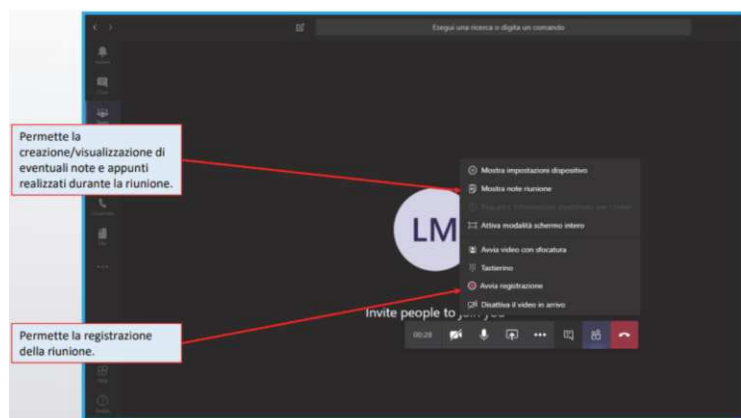 Esegui una ricerca o digita un comando
Permette la
creazione/visualizzazione di
eventuali note e appunti
realizzati durante la riunione.
Mostra impostazioni dispositivo
Mostra note riunione
Attiva modalità schermo intero
LM
Avvia video con sfocatura
Tastierino
Avvia registrazione
Disattiva il video in arrivo
Invite people to join you
Permette la registrazione
della riunione.
00:28